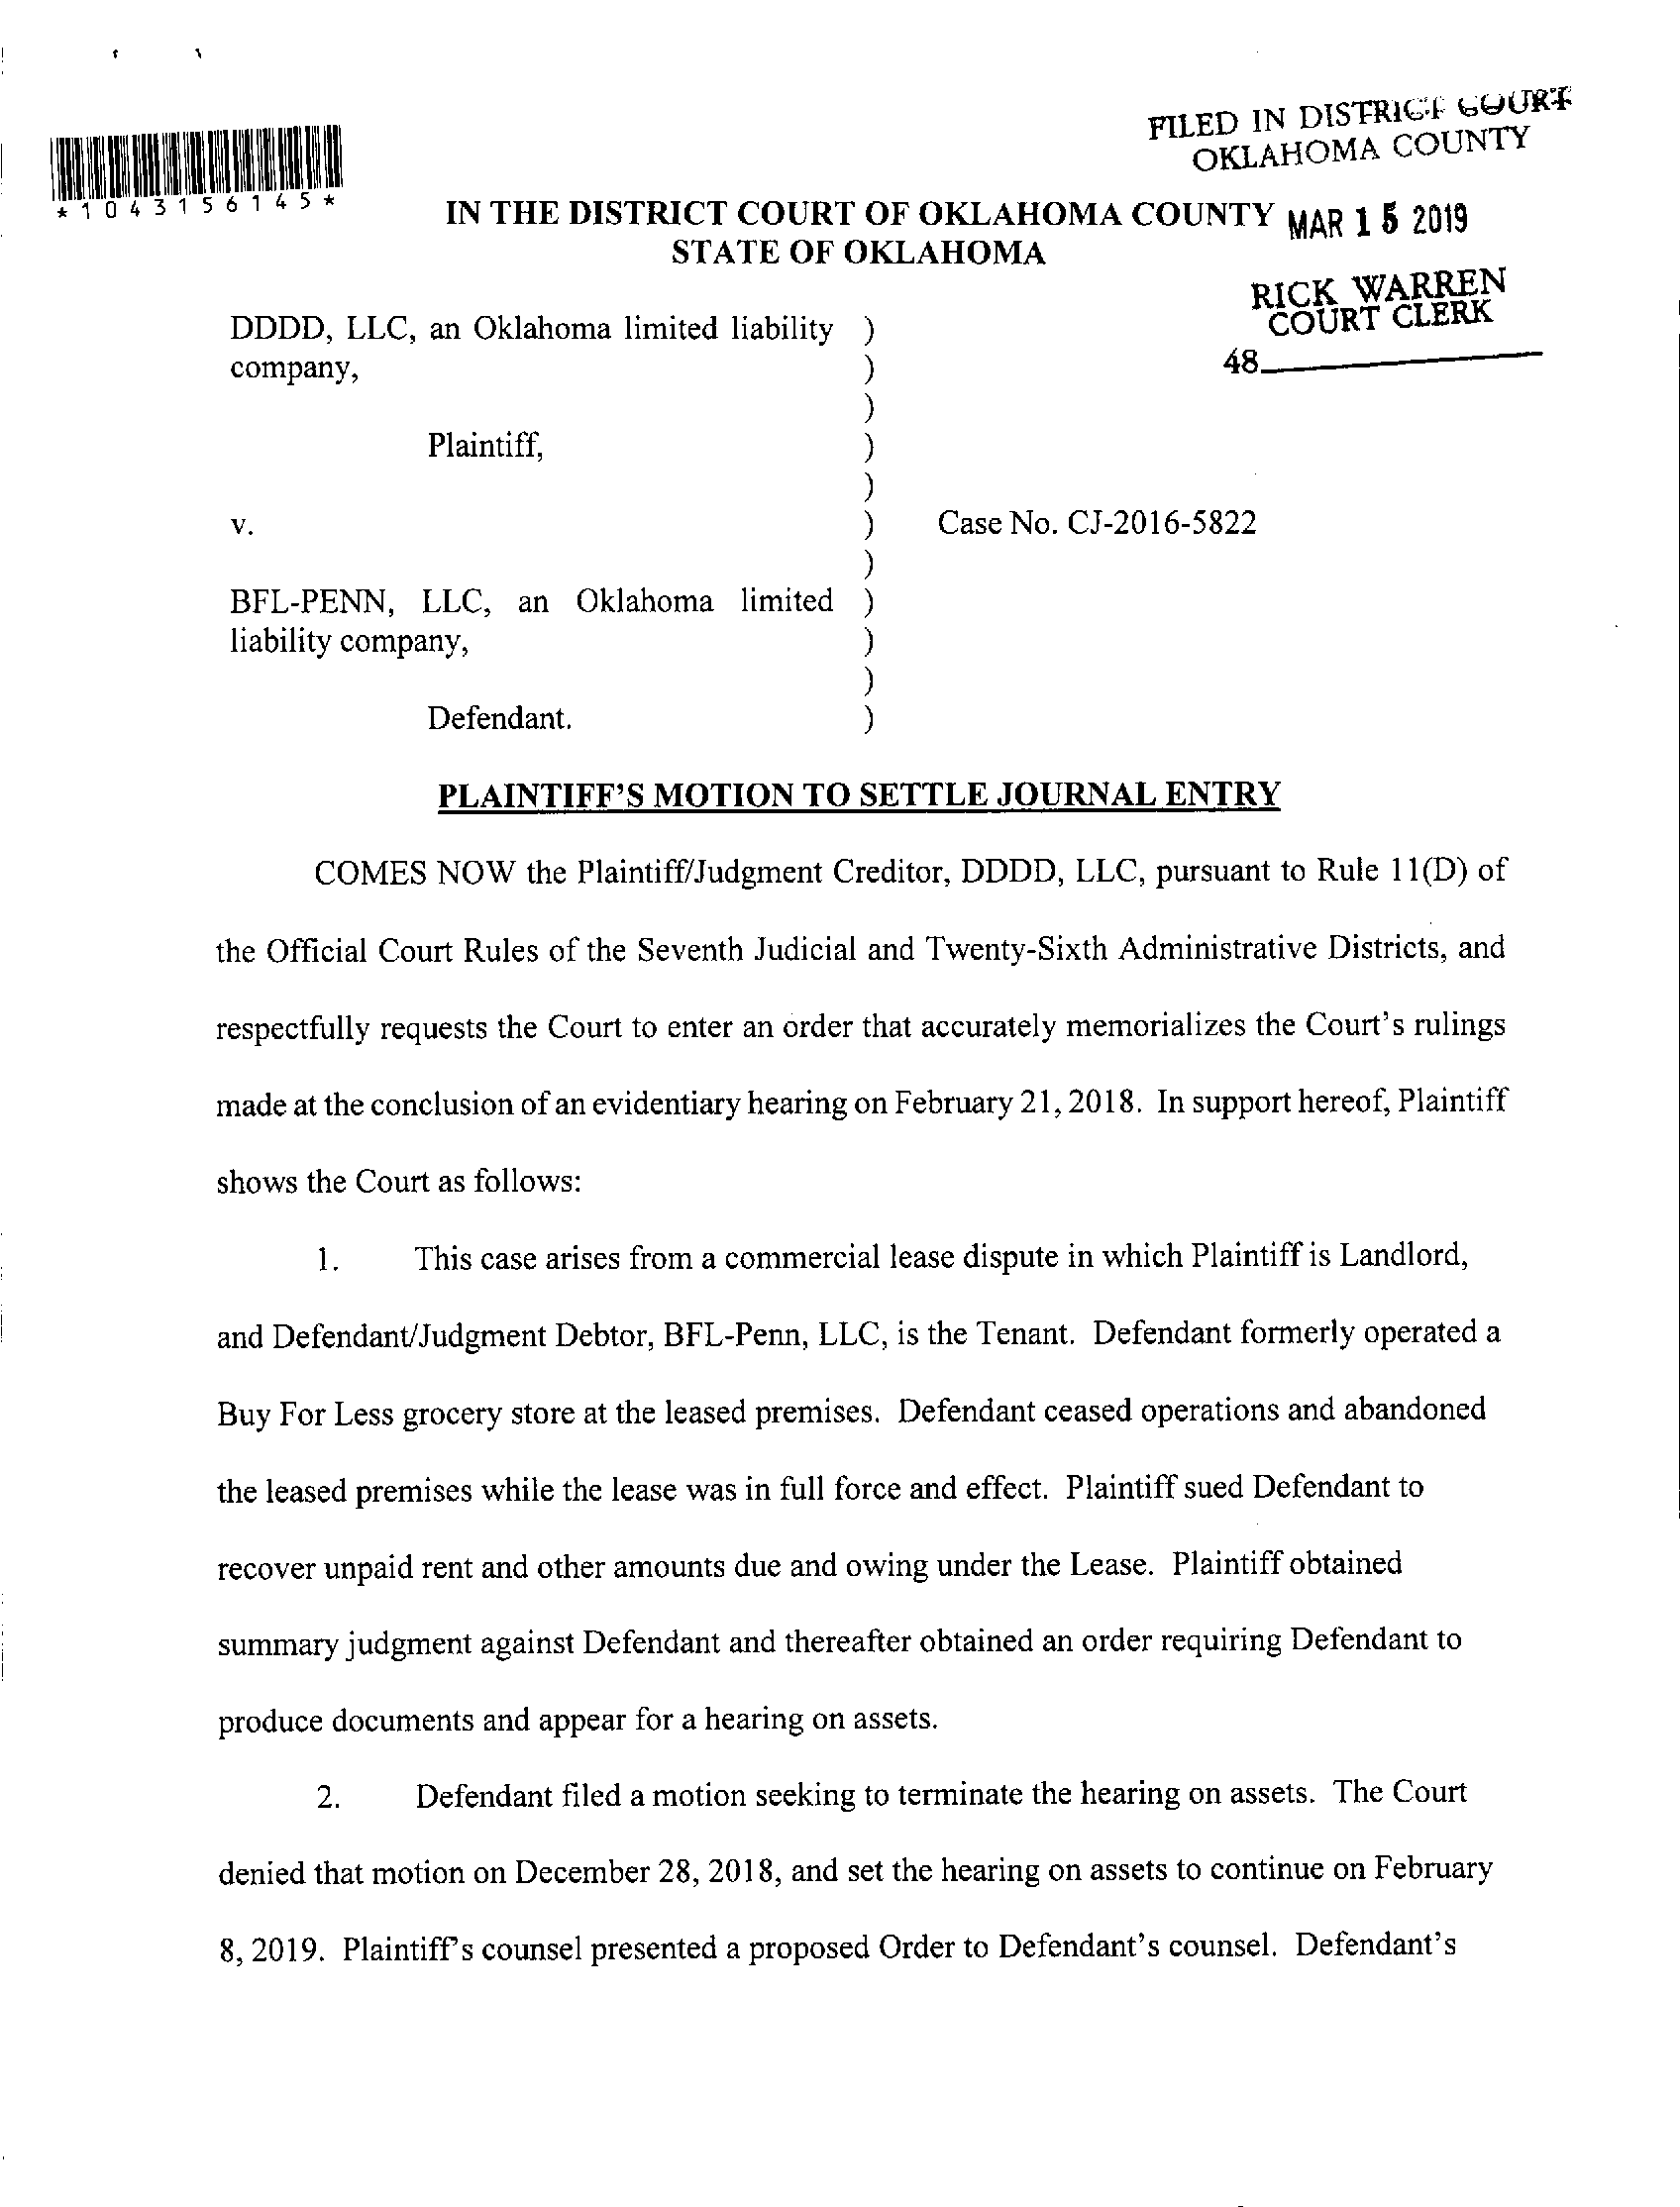 FILED IN DISTRICT COURT
OKLAHOMA COUNTY
*1043156145*
IN THE DISTRICT COURT OF OKLAHOMA COUNTY MAR 15 2019
STATE OF OKLAHOMA
RICK WARREN
COURT CLERK
48
DDDD, LLC, an Oklahoma limited liability )
company, )
)
Plaintiff, )
)
v. ) Case No. CJ-2016-5822
)
BFL-PENN, LLC, an Oklahoma limited )
liability company, )
)
Defendant. )
PLAINTIFF'S MOTION TO SETTLE JOURNAL ENTRY
COMES NOW the Plaintiff/Judgment Creditor, DDDD, LLC, pursuant to Rule 11(D) of
the Official Court Rules of the Seventh Judicial and Twenty-Sixth Administrative Districts, and
respectfully requests the Court to enter an order that accurately memorializes the Court's rulings
made at the conclusion of an evidentiary hearing on February 21, 2018. In support hereof, Plaintiff
shows the Court as follows:
1. This case arises from a commercial lease dispute in which Plaintiff is Landlord,
and Defendant/Judgment Debtor, BFL-Penn, LLC, is the Tenant. Defendant formerly operated a
Buy For Less grocery store at the leased premises. Defendant ceased operations and abandoned
the leased premises while the lease was in full force and effect. Plaintiff sued Defendant to
recover unpaid rent and other amounts due and owing under the Lease. Plaintiff obtained
summary judgment against Defendant and thereafter obtained an order requiring Defendant to
produce documents and appear for a hearing on assets.
2. Defendant filed a motion seeking to terminate the hearing on assets. The Court
denied that motion on December 28, 2018, and set the hearing on assets to continue on February
8, 2019. Plaintiff's counsel presented a proposed Order to Defendant's counsel. Defendant's